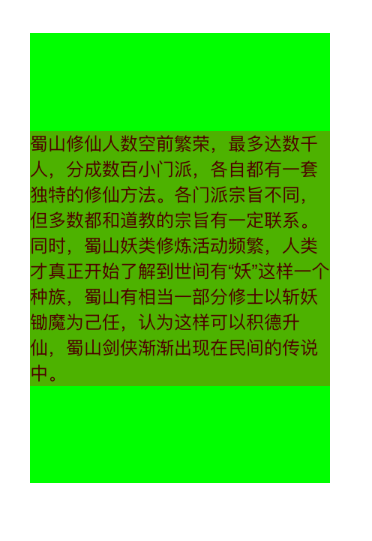 蜀山修仙人数空前繁荣，最多达数千
人，分成数百小门派，各自都有一套
独特的修仙方法。各门派宗旨不同，
但多数都和道教的宗旨有一定联系。
同时，蜀山妖类修炼活动频繁，人类
才真正开始了解到世间有“妖”这样一个
种族，蜀山有相当一部分修士以斩妖
锄魔为己任，认为这样可以积德升
仙，蜀山剑侠渐渐出现在民间的传说
中。